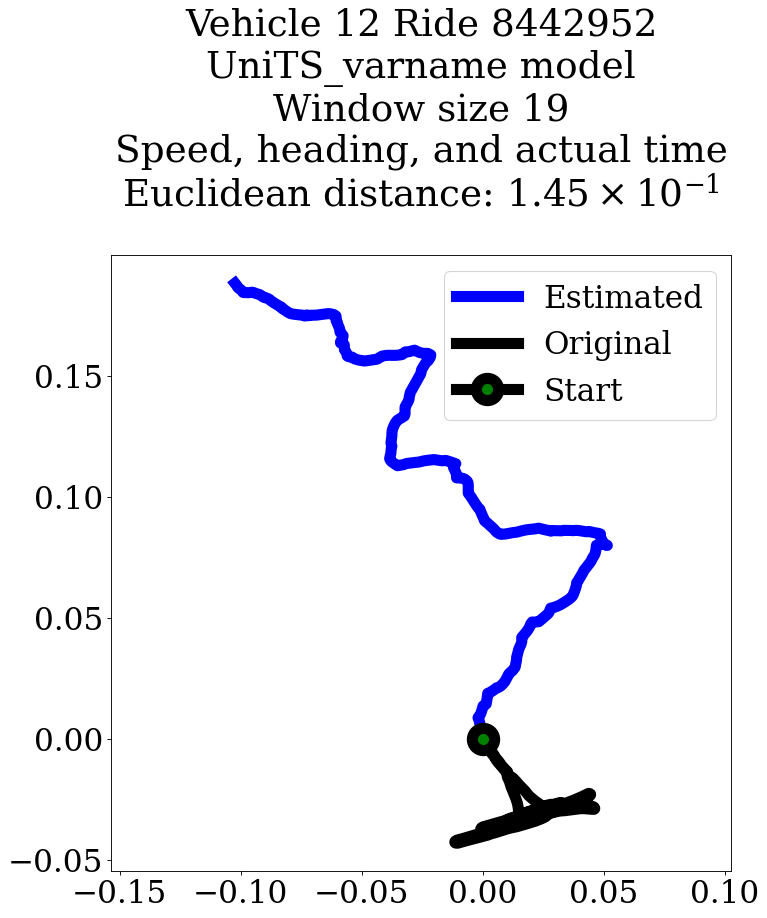 Vehicle 12 Ride 8442952
UniTS_varname model
Window size 19
Speed, heading, and actual time
Euclidean distance: 1.45 × 10⁻¹
Estimated
Original
Start
0.15
0.10
0.05
0.00
−0.05
−0.15 −0.10 −0.05 0.00 0.05 0.10